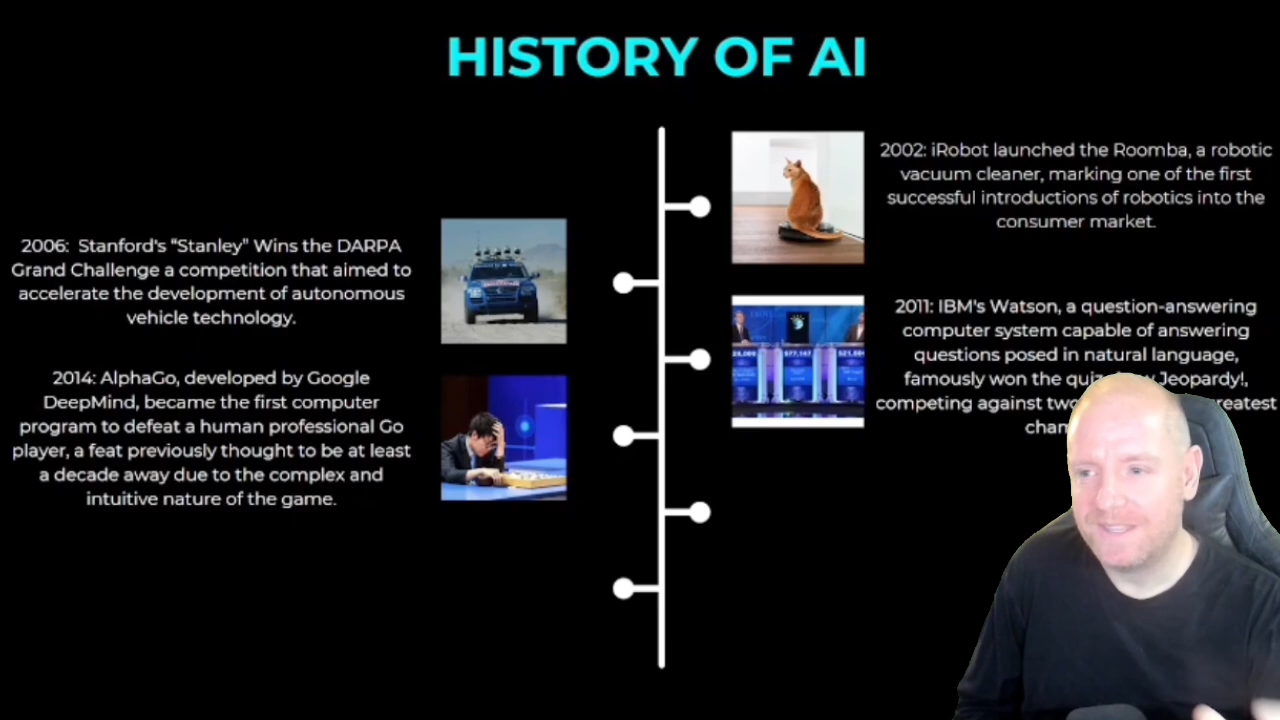 HISTORY OF AI
2002: iRobot launched the Roomba, a robotic
vacuum cleaner, marking one of the first
successful introductions of robotics into the
consumer market.
2006: Stanford's “Stanley” Wins the DARPA
Grand Challenge a competition that aimed to
accelerate the development of autonomous
vehicle technology.
2011: IBM's Watson, a question-answering
computer system capable of answering
questions posed in natural language,
famously won the quiz Jeopardy!,
competing against two
2014: AlphaGo, developed by Google
DeepMind, became the first computer
program to defeat a human professional Go
player, a feat previously thought to be at least
a decade away due to the complex and
intuitive nature of the game.
$77,147